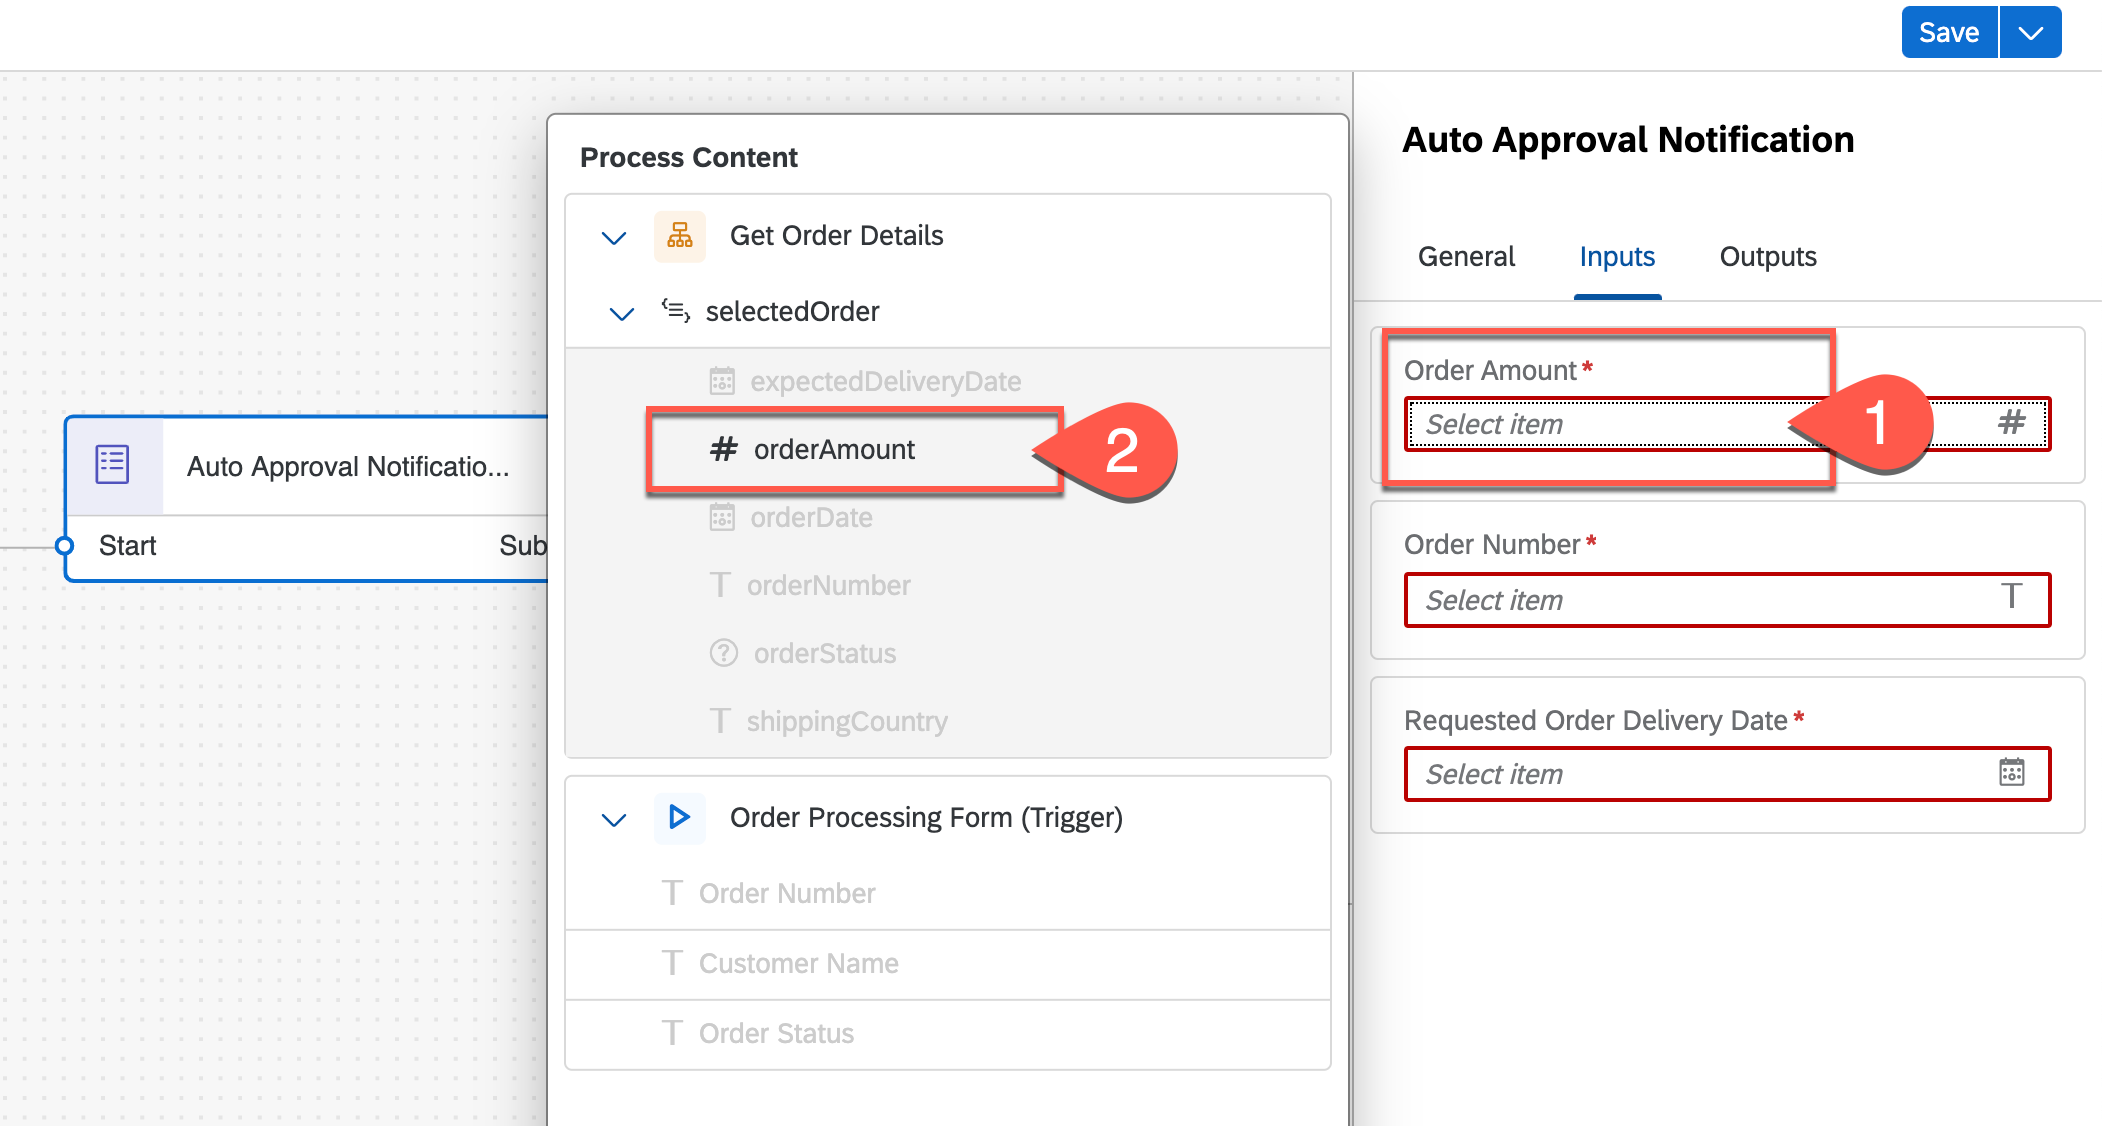 Save
Process Content
Get Order Details
selectedOrder
expectedDeliveryDate
orderAmount
2
orderDate
orderNumber
orderStatus
shippingCountry
Order Processing Form (Trigger)
Order Number
Customer Name
Order Status
Auto Approval Notificatio...
Start
Sub
Auto Approval Notification
General Inputs Outputs
Order Amount*
Select item
1
Order Number*
Select item
Requested Order Delivery Date*
Select item